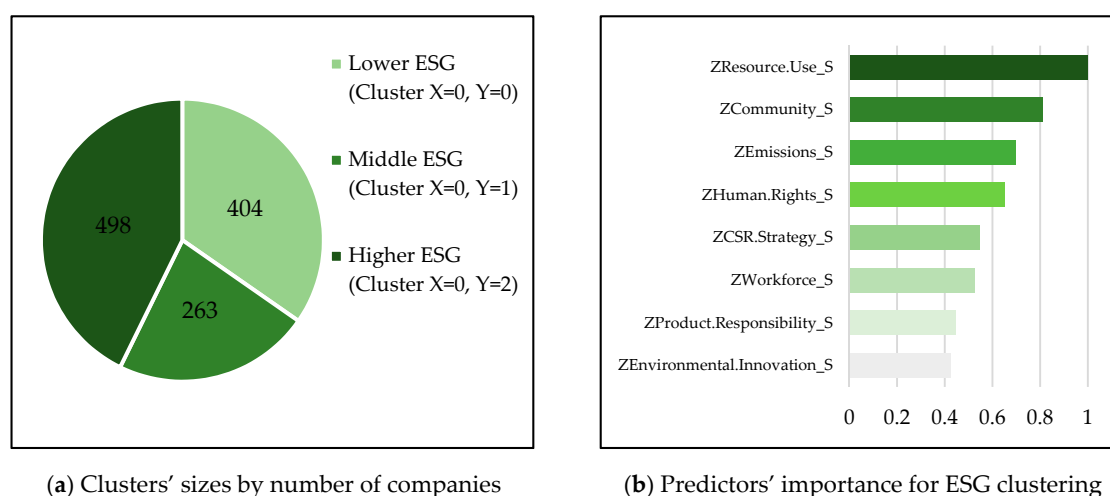 Lower ESG
(Cluster X=0, Y=0)
Middle ESG
(Cluster X=0, Y=1)
Higher ESG
(Cluster X=0, Y=2)
404
498
263
ZResource.Use_S
ZCommunity_S
ZEmissions_S
ZHuman.Rights_S
ZCSR.Strategy_S
ZWorkforce_S
ZProduct.Responsibility_S
ZEnvironmental.Innovation_S
0 0.2 0.4 0.6 0.8 1
(a) Clusters’ sizes by number of companies
(b) Predictors’ importance for ESG clustering